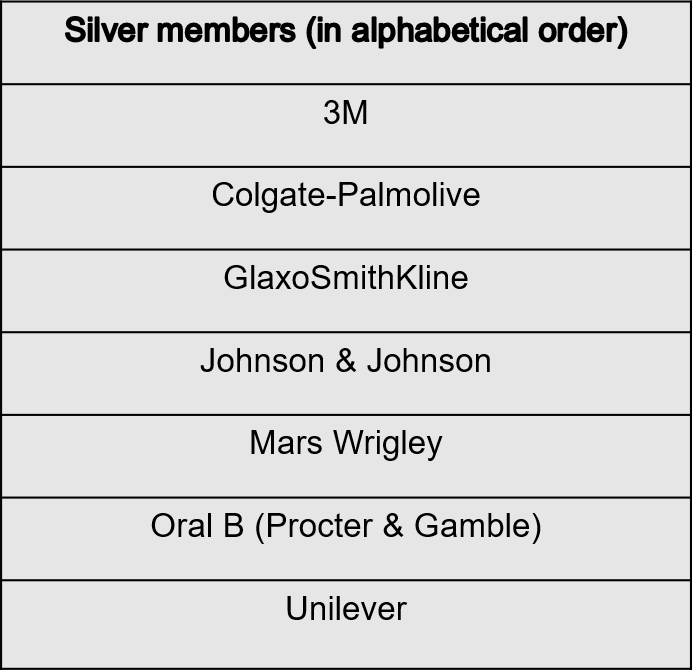 Silver members (in alphabetical order)
3M
Colgate-Palmolive
GlaxoSmithKline
Johnson & Johnson
Mars Wrigley
Oral B (Procter & Gamble)
Unilever